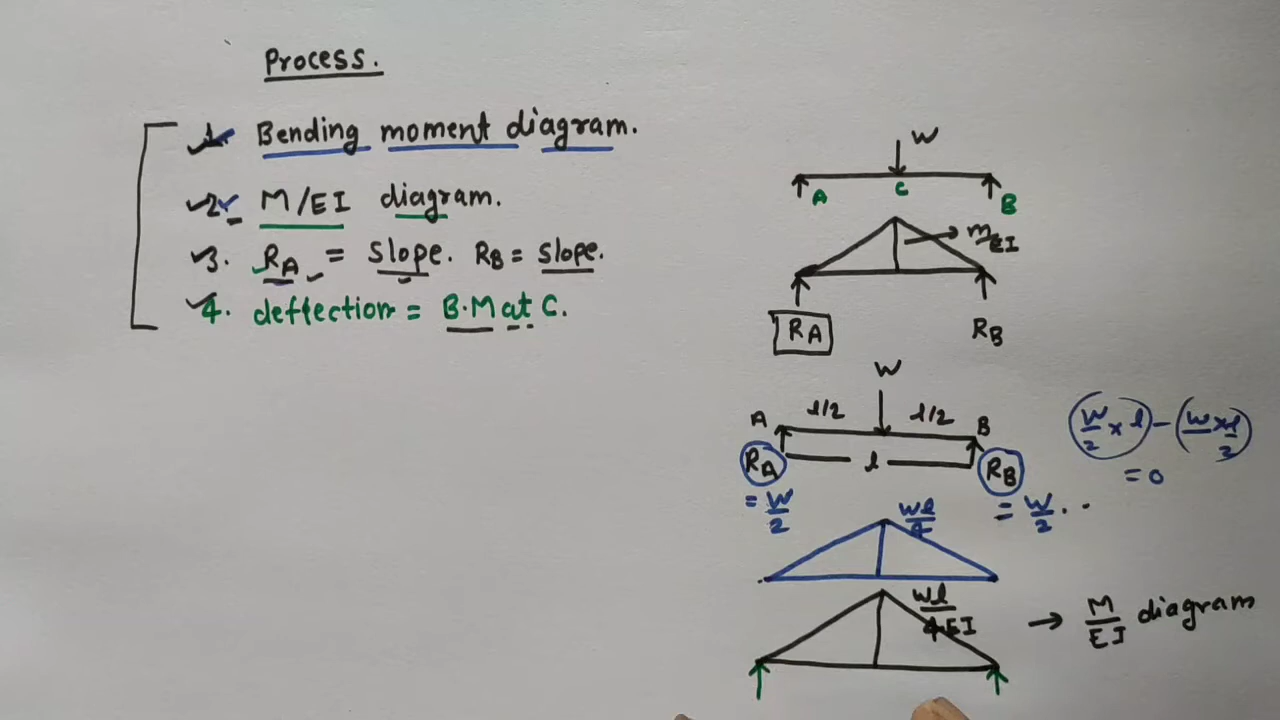 Process.
1. Bending moment diagram.
2. M/EI diagram.
3. RA = Slope. RB = Slope.
4. deflection = B.M at C.
W
A C B
m/EI
RA RB
W
A l/2 l/2 B
RA l RB
= W/2 = W/2 ..
(W/2 × l) - (W × l/2)
= 0
Wl/4
Wl/4EI → M/EI diagram